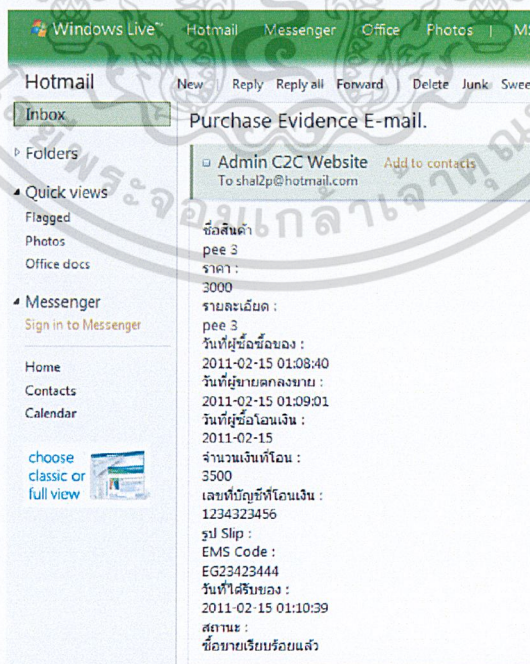 Windows Live™ Hotmail Messenger Office Photos | MS
Hotmail
New | Reply Reply all Forward | Delete Junk Swee
Inbox
Folders
Quick views
Flagged
Photos
Office docs
Messenger
Sign in to Messenger
Home
Contacts
Calendar
choose
classic or
full view
Purchase Evidence E-mail.
Admin C2C Website Add to contacts
To shal2p@hotmail.com
ชื่อสินค้า
pee 3
ราคา :
3000
รายละเอียด :
pee 3
วันที่ผู้ซื้อซื้อของ :
2011-02-15 01:08:40
วันที่ผู้ขายตกลงขาย :
2011-02-15 01:09:01
วันที่ผู้ซื้อโอนเงิน :
2011-02-15
จำนวนเงินที่โอน :
3500
เลขที่บัญชีที่โอนเงิน :
1234323456
รูป Slip :
EMS Code :
EG23423444
วันที่ได้รับของ :
2011-02-15 01:10:39
สถานะ :
ซื้อขายเรียบร้อยแล้ว